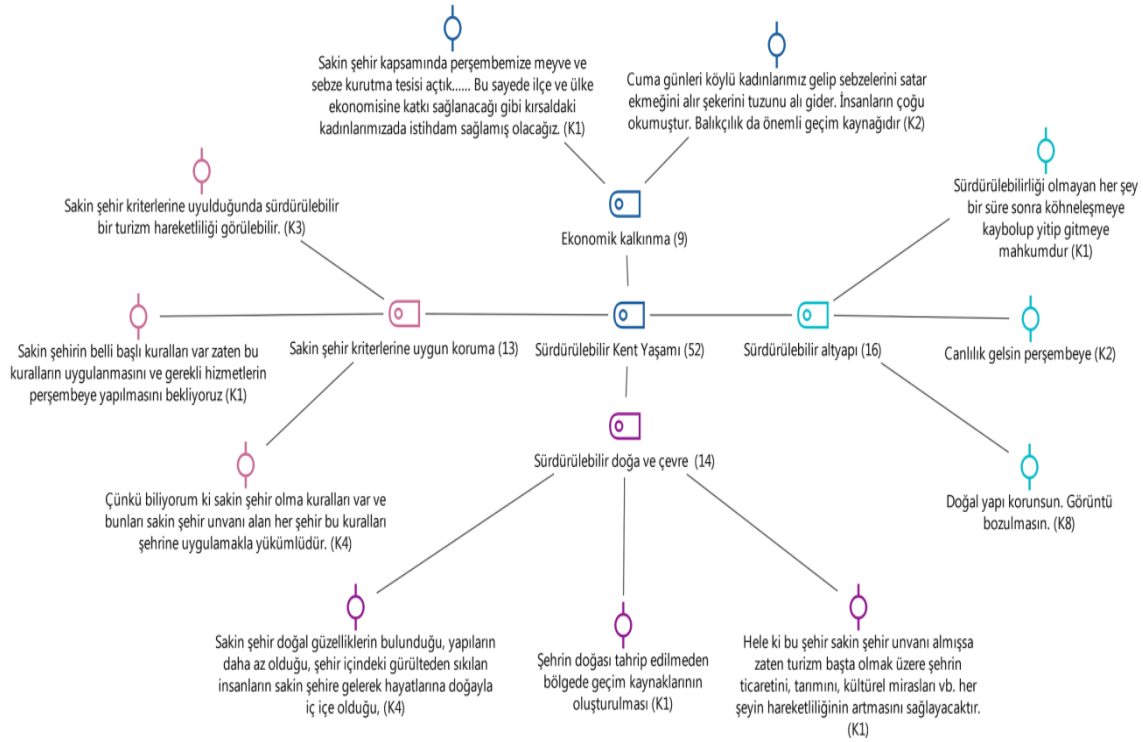 Sakin şehir kapsamında perşembemize meyve ve
sebze kurutma tesisi açtık...... Bu sayede ilçe ve ülke
ekonomisine katkı sağlanacağı gibi kırsaldaki
kadınlarımızada istihdam sağlamış olacağız. (K1)
Cuma günleri köylü kadınlarımız gelip sebzelerini satar
ekmeğini alır şekerini tuzunu alı gider. İnsanların çoğu
okumuştur. Balıkçılık da önemli geçim kaynağıdır (K2)
Sürdürülebilirliği olmayan her şey
bir süre sonra köhneleşmeye
kaybolup yitip gitmeye
mahkumdur (K1)
Sakin şehir kriterlerine uyulduğunda sürdürülebilir
bir turizm hareketliliği görülebilir. (K3)
Ekonomik kalkınma (9)
Sakin şehirin belli başlı kuralları var zaten bu
kuralların uygulanmasını ve gerekli hizmetlerin
perşembeye yapılmasını bekliyoruz (K1)
Sakin şehir kriterlerine uygun koruma (13)
Sürdürülebilir Kent Yaşamı (52)
Sürdürülebilir altyapı (16)
Canlılık gelsin perşembeye (K2)
Sürdürülebilir doğa ve çevre (14)
Çünkü biliyorum ki sakin şehir olma kuralları var ve
bunları sakin şehir unvanı alan her şehir bu kuralları
şehrine uygulamakla yükümlüdür. (K4)
Doğal yapı korunsun. Görüntü
bozulmasın. (K8)
Sakin şehir doğal güzelliklerin bulunduğu, yapıların
daha az olduğu, şehir içindeki gürülteden sıkılan
insanların sakin şehire gelerek hayatlarına doğayla
iç içe olduğu, (K4)
Şehrin doğası tahrip edilmeden
bölgede geçim kaynaklarının
oluşturulması (K1)
Hele ki bu şehir sakin şehir unvanı almışsa
zaten turizm başta olmak üzere şehrin
ticaretini, tarımını, kültürel mirasları vb. her
şeyin hareketliliğinin artmasını sağlayacaktır.
(K1)